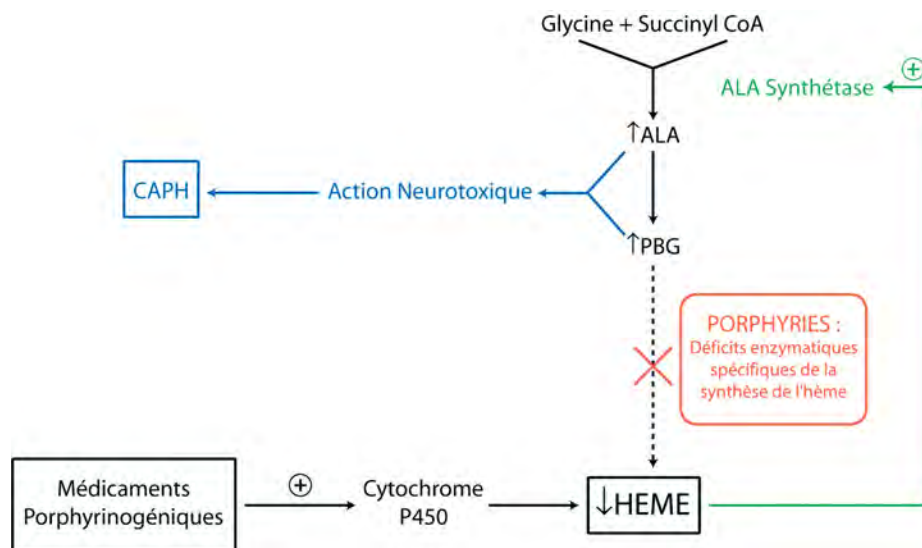 Glycine + Succinyl CoA
ALA Synthétase
+
↑ALA
CAPH
Action Neurotoxique
↑PBG
PORPHYRIES :
Déficits enzymatiques
spécifiques de la
synthèse de l'hème
Médicaments
Porphyrinogéniques
+
Cytochrome
P450
↓HEME